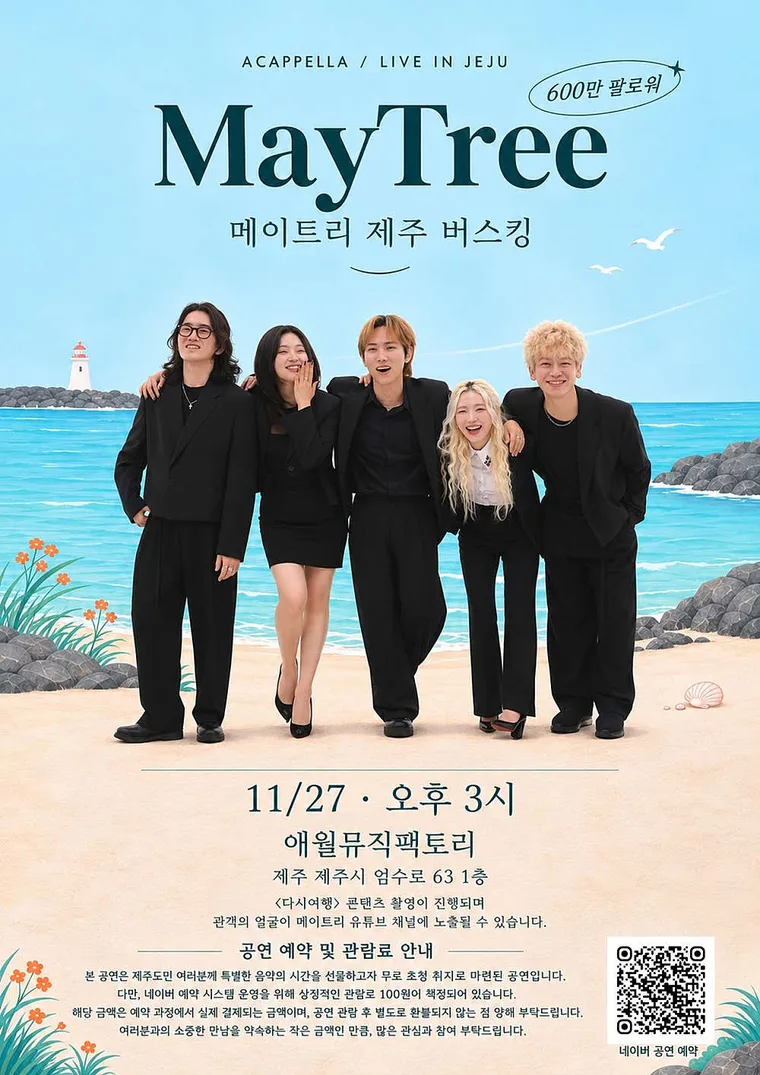 ACAPPELLA / LIVE IN JEJU
600만 팔로워
MayTree
메이트리 제주 버스킹
11/27 · 오후 3시
애월뮤직팩토리
제주 제주시 엄수로 63 1층
〈다시여행〉 콘텐츠 촬영이 진행되며
관객의 얼굴이 메이트리 유튜브 채널에 노출될 수 있습니다.
공연 예약 및 관람료 안내
본 공연은 제주도민 여러분께 특별한 음악의 시간을 선물하고자 무료 초청 취지로 마련된 공연입니다.
다만, 네이버 예약 시스템 운영을 위해 상징적인 관람료 100원이 책정되어 있습니다.
해당 금액은 예약 과정에서 실제 결제되는 금액이며, 공연 관람 후 별도로 환불되지 않는 점 양해 부탁드립니다.
여러분과의 소중한 만남을 약속하는 작은 금액인 만큼, 많은 관심과 참여 부탁드립니다.
네이버 공연 예약